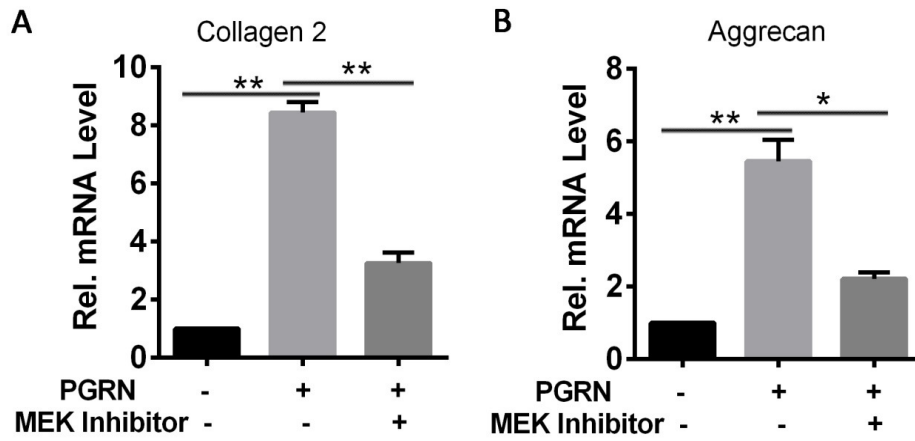 A
Collagen 2
Rel. mRNA Level
10
8
6
4
2
0
**
**
PGRN - + +
MEK Inhibitor - - +
B
Aggrecan
Rel. mRNA Level
8
6
4
2
0
**
*
PGRN - + +
MEK Inhibitor - - +